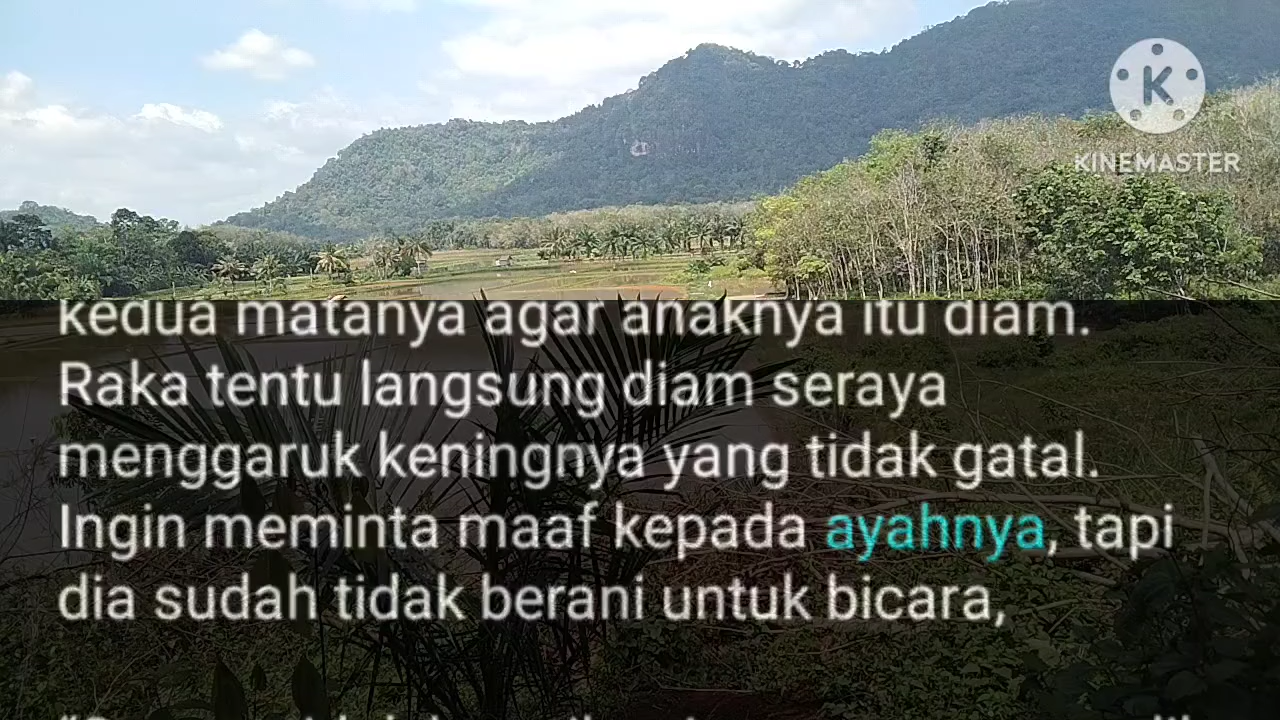 K
KINEMASTER
kedua matanya agar anaknya itu diam.
Raka tentu langsung diam seraya
menggaruk keningnya yang tidak gatal.
Ingin meminta maaf kepada ayahnya, tapi
dia sudah tidak berani untuk bicara,